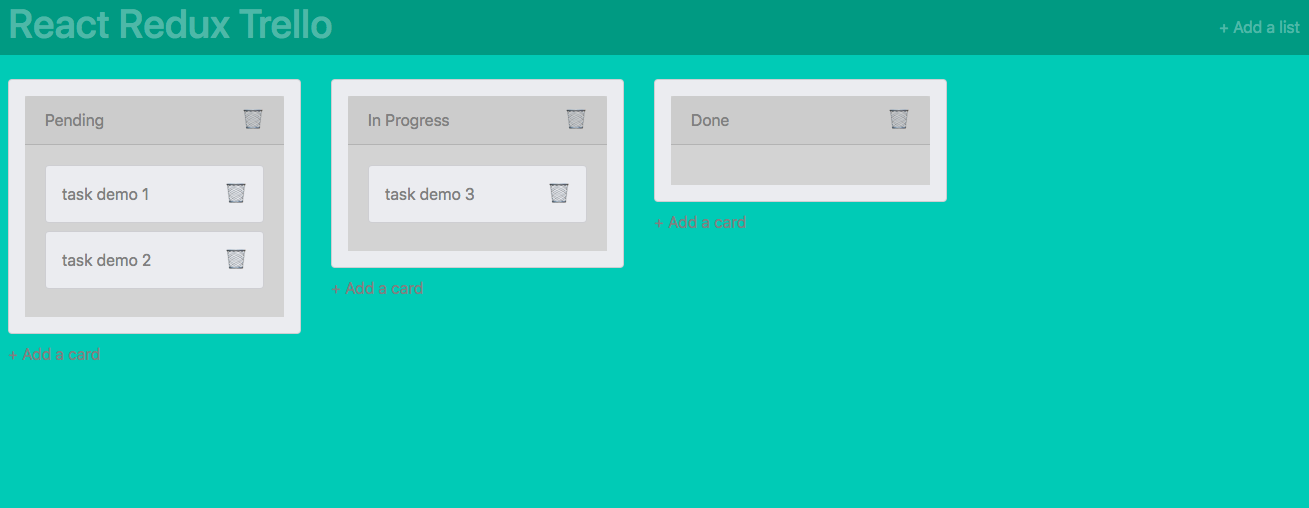 React Redux Trello
+ Add a list
Pending
task demo 1
task demo 2
+ Add a card
In Progress
task demo 3
+ Add a card
Done
+ Add a card